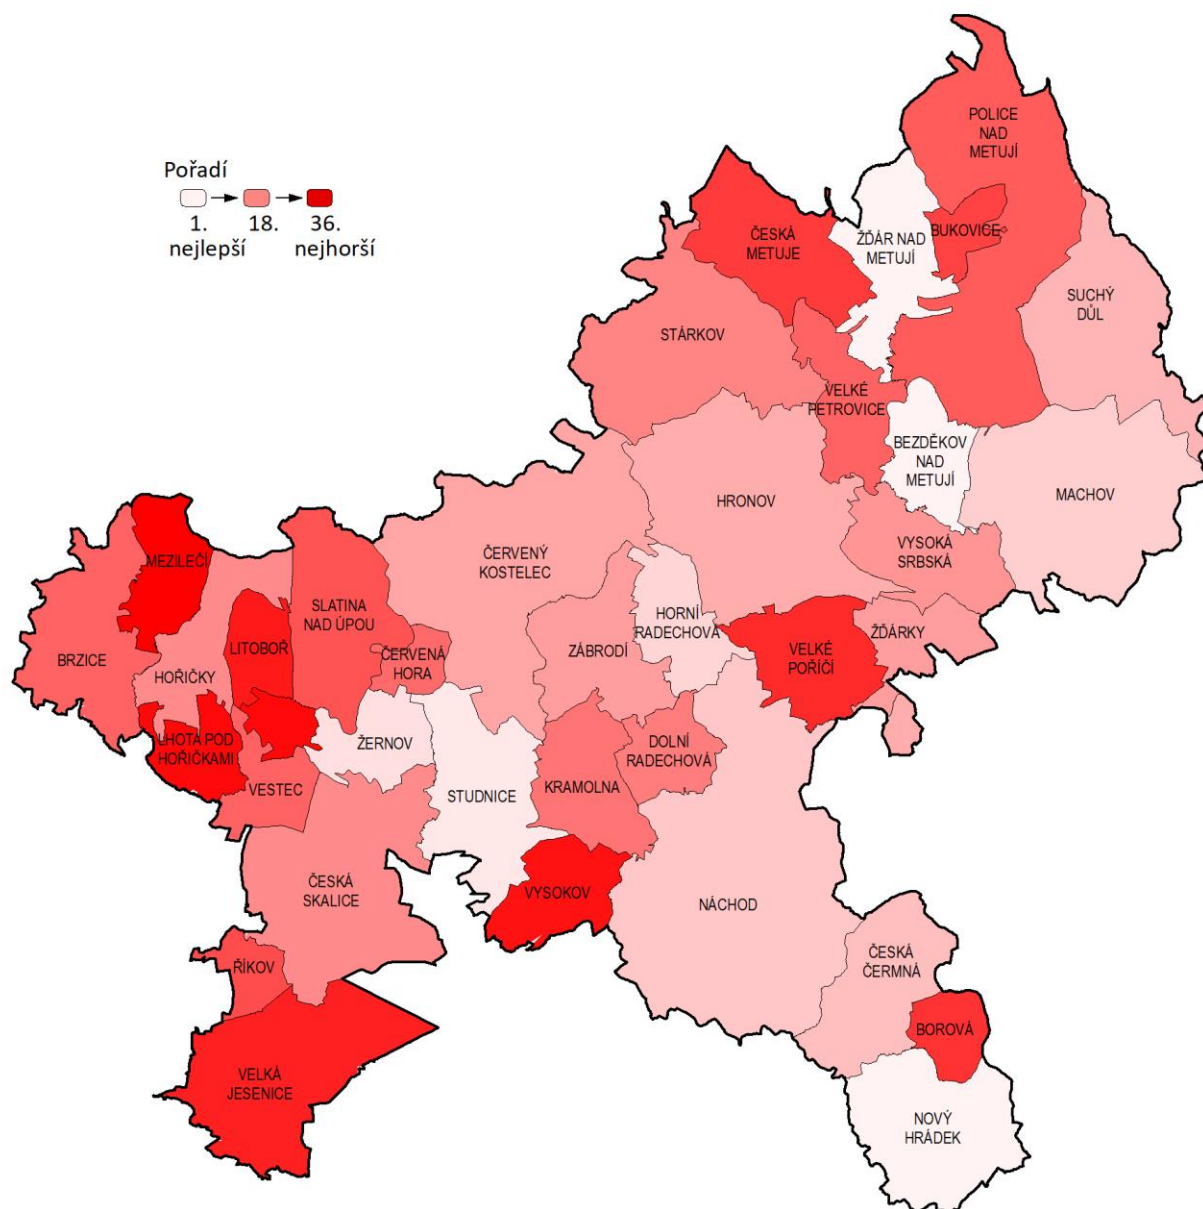 Pořadí
1. 18. 36.
nejlepší nejhorší
POLICE
NAD
METUJÍ
ČESKÁ
METUJE
ŽĎÁR NAD
METUJÍ
BUKOVICE
SUCHÝ
DŮL
STÁRKOV
VELKÉ
PETROVICE
BEZDĚKOV
NAD
METUJÍ
HRONOV
MACHOV
VYSOKÁ
SRBSKÁ
MEZILEČÍ
ČERVENÝ
KOSTELEC
SLATINA
NAD ÚPOU
HORNÍ
RADECHOVÁ
ŽĎÁRKY
BRZICE
LITOBOŘ
ČERVENÁ
HORA
ZÁBRODÍ
VELKÉ
POŘÍČÍ
HOŘIČKY
LHOTA POD
HOŘIČKAMI
ŽERNOV
DOLNÍ
RADECHOVÁ
VESTEC
STUDNICE
KRAMOLNA
ČESKÁ
SKALICE
VYSOKOV
NÁCHOD
ČESKÁ
ČERMNÁ
ŘÍKOV
BOROVÁ
VELKÁ
JESENICE
NOVÝ
HRÁDEK